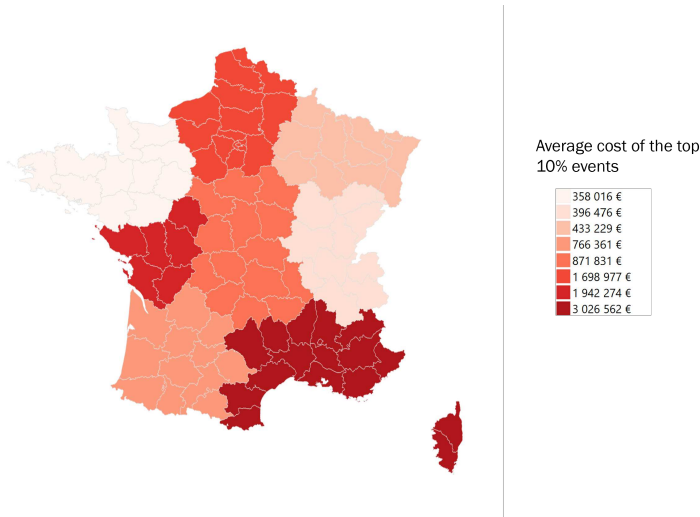 Average cost of the top
10% events
358 016 €
396 476 €
433 229 €
766 361 €
871 831 €
1 698 977 €
1 942 274 €
3 026 562 €